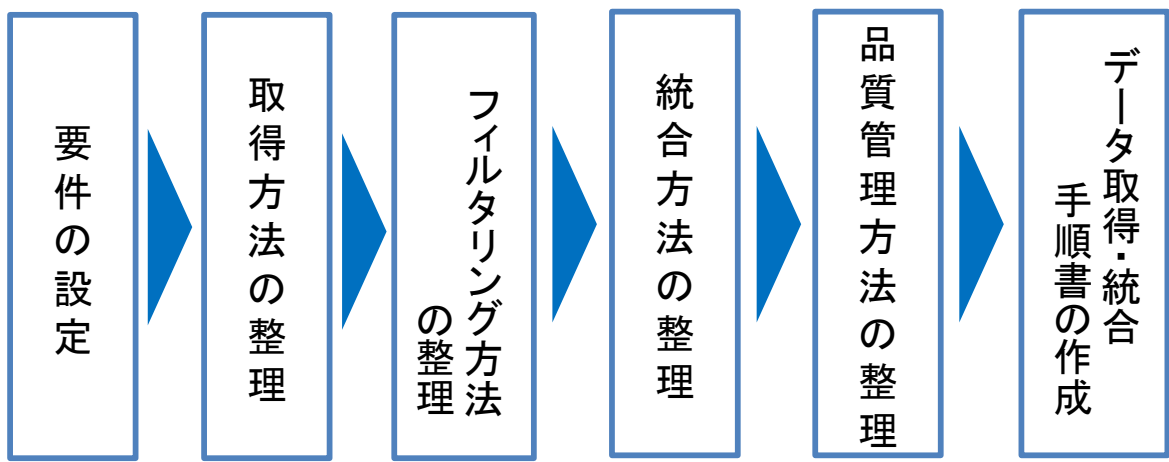 要件の設定
取得方法の整理
フィルタリング方法
の整理
統合方法の整理
品質管理方法の整理
データ取得・統合
手順書の作成